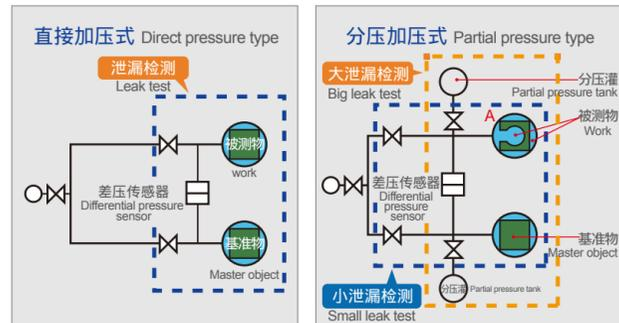 直接加压式 Direct pressure type
泄漏检测
Leak test
被测物
work
差压传感器
Differential pressure
sensor
基准物
Master object
分压加压式 Partial pressure type
大泄漏检测
Big leak test
分压灌
Partial pressure tank
A
被测物
Work
差压传感器
Differential
pressure
sensor
基准物
Master object
分压灌 Partial pressure tank
小泄漏检测
Small leak test